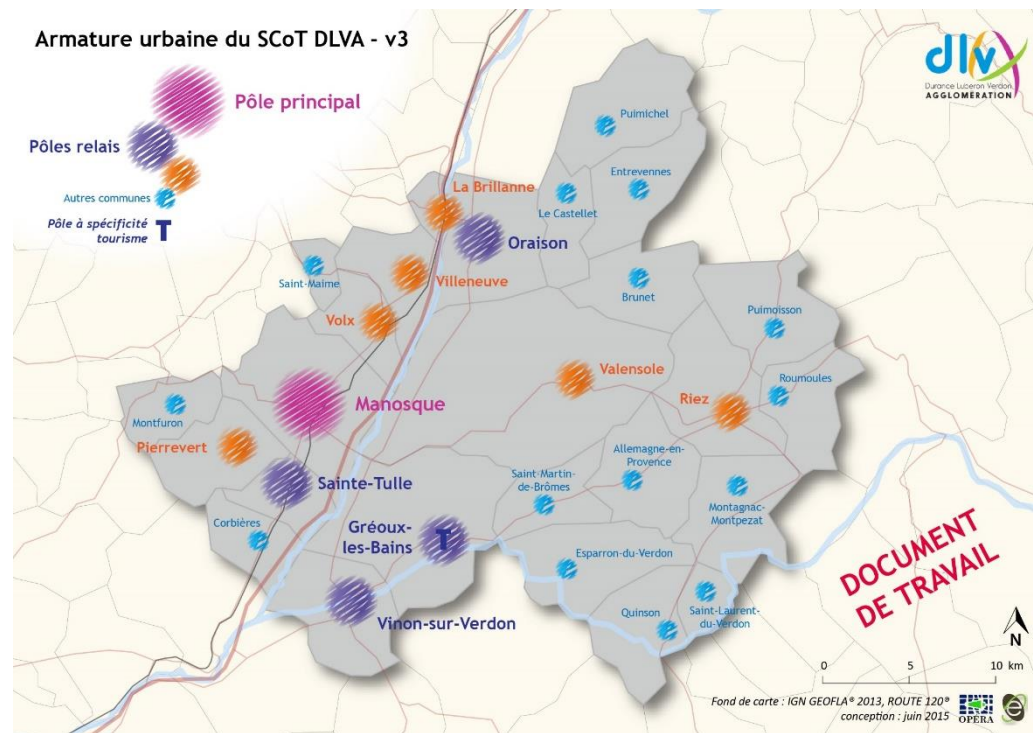 Armature urbaine du SCoT DLVA - v3
Pôle principal
Pôles relais
Autres communes
Pôle à spécificité
tourisme
T
dlv
Durance Luberon Verdon
AGGLOMÉRATION
Puimichel
Entrevennes
La Brillanne
Le Castellet
Oraison
Saint-Maime
Villeneuve
Brunet
Volx
Puimoisson
Valensole
Roumoules
Riez
Manosque
Montfuron
Pierrevert
Allemagne-en-
Provence
Sainte-Tulle
Saint-Martin-
de-Brômes
Montagnac-
Montpezat
Gréoux-
les-Bains
T
Corbières
Esparron-du-Verdon
DOCUMENT
DE TRAVAIL
Vinon-sur-Verdon
Quinson
Saint-Laurent-
du-Verdon
N
0 5 10 km
Fond de carte : IGN GEOFLA® 2013, ROUTE 120®
conception : juin 2015
OPERA
e